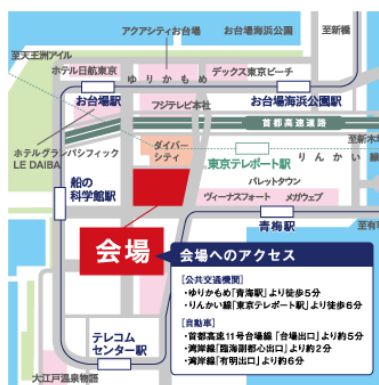 アクアシティお台場
お台場海浜公園
至新橋
至天王洲アイル
ホテル日航東京
ゆりかもめ
デックス東京ビーチ
お台場駅
フジテレビ本社
お台場海浜公園駅
首都高速道路
ダイバー
シティ
至新木場
ホテルグランパシフィック
LE DAIBA
東京テレポート駅
りんかい線
船の
科学館駅
パレットタウン
ヴィーナスフォート
メガウェブ
青梅駅
至有明
会場
会場へのアクセス
[公共交通機関]
・ゆりかもめ「青海駅」より徒歩5分
・りんかい線「東京テレポート駅」より徒歩6分
[自動車]
・首都高速11号台場線「台場出口」より約5分
・湾岸線「臨海副都心出口」より約2分
・湾岸線「有明出口」より約6分
テレコム
センター駅
大江戸温泉物語